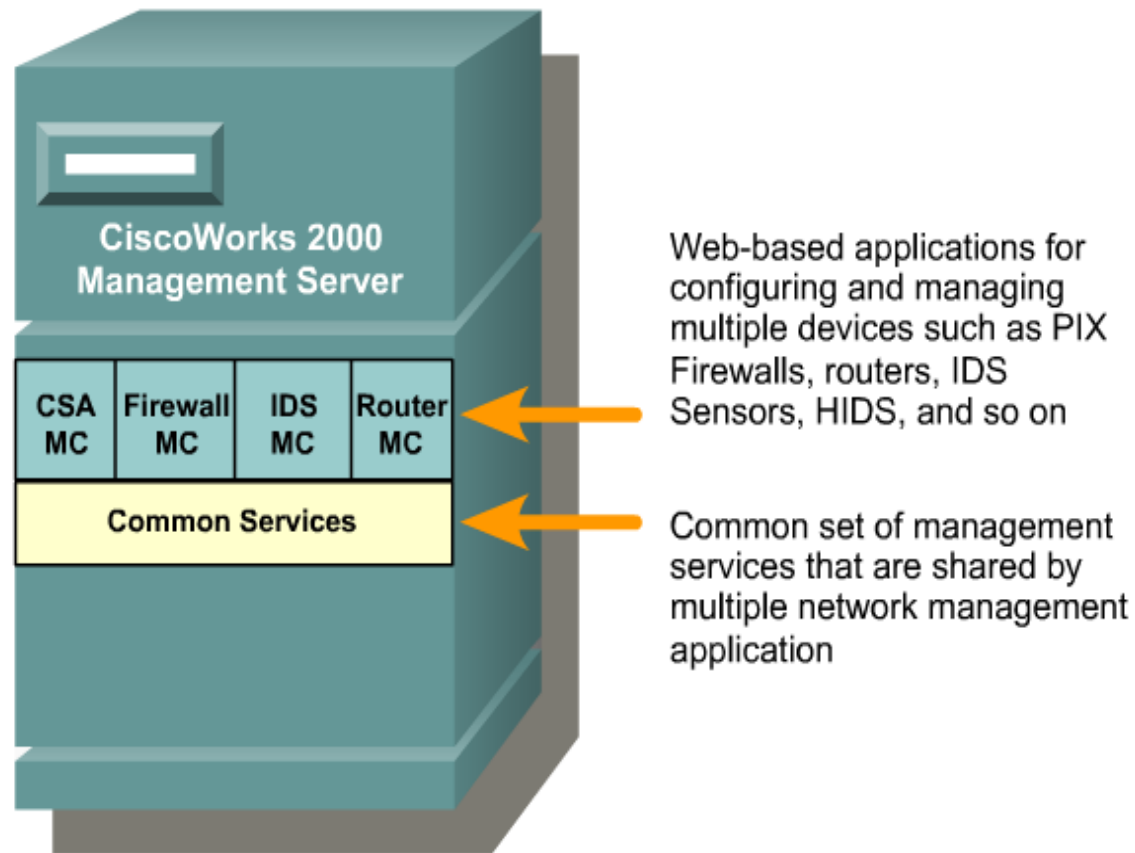 CiscoWorks 2000
Management Server
CSA
MC
Firewall
MC
IDS
MC
Router
MC
Common Services
Web-based applications for
configuring and managing
multiple devices such as PIX
Firewalls, routers, IDS
Sensors, HIDS, and so on
Common set of management
services that are shared by
multiple network management
application